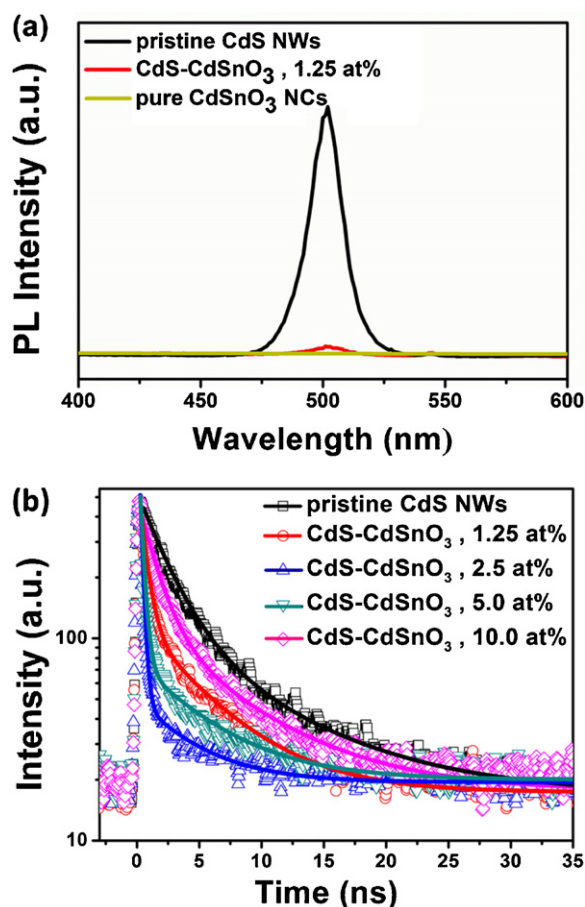 (a)
pristine CdS NWs
CdS-CdSnO3 , 1.25 at%
pure CdSnO3 NCs
PL Intensity (a.u.)
400 450 500 550 600
Wavelength (nm)
(b)
pristine CdS NWs
CdS-CdSnO3 , 1.25 at%
CdS-CdSnO3 , 2.5 at%
CdS-CdSnO3 , 5.0 at%
CdS-CdSnO3 , 10.0 at%
Intensity (a.u.)
100
10
0 5 10 15 20 25 30 35
Time (ns)